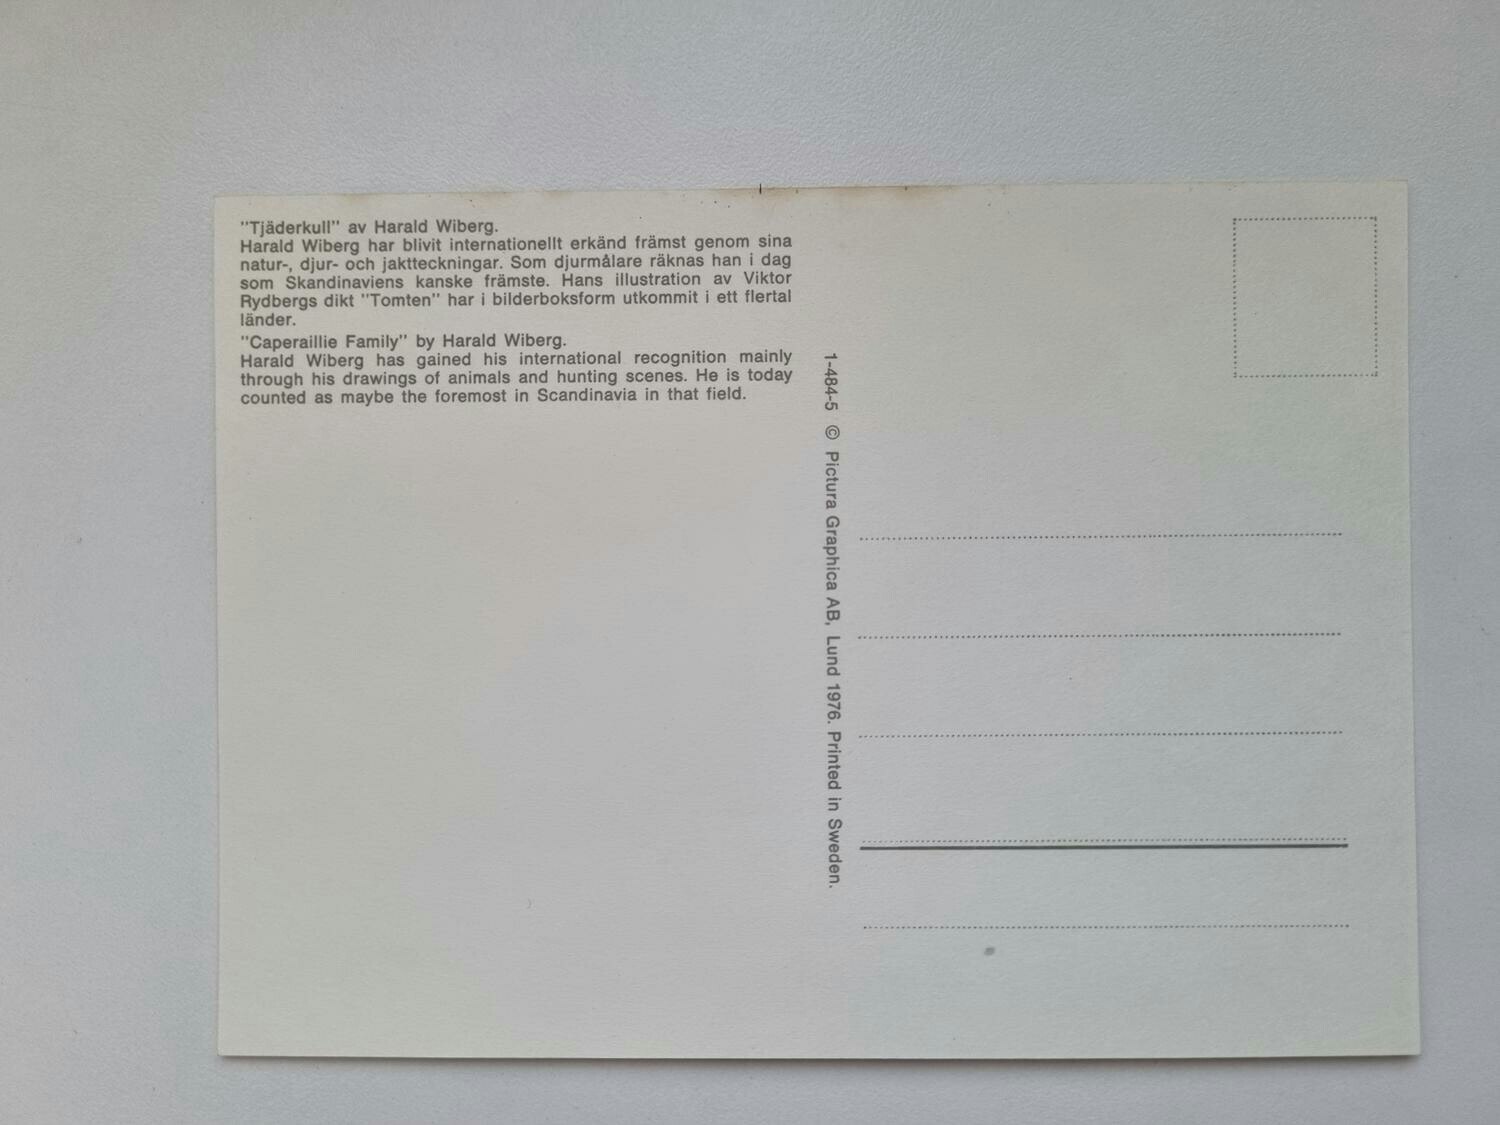 "Tjäderkull" av Harald Wiberg.
Harald Wiberg har blivit internationellt erkänd främst genom sina
natur-, djur- och jaktteckningar. Som djurmålare räknas han i dag
som Skandinaviens kanske främste. Hans illustration av Viktor
Rydbergs dikt "Tomten" har i bilderboksform utkommit i ett flertal
länder.
"Caperaillie Family" by Harald Wiberg.
Harald Wiberg has gained his international recognition mainly
through his drawings of animals and hunting scenes. He is today
counted as maybe the foremost in Scandinavia in that field.
1-484-5 © Pictura Graphica AB, Lund 1976. Printed in Sweden.